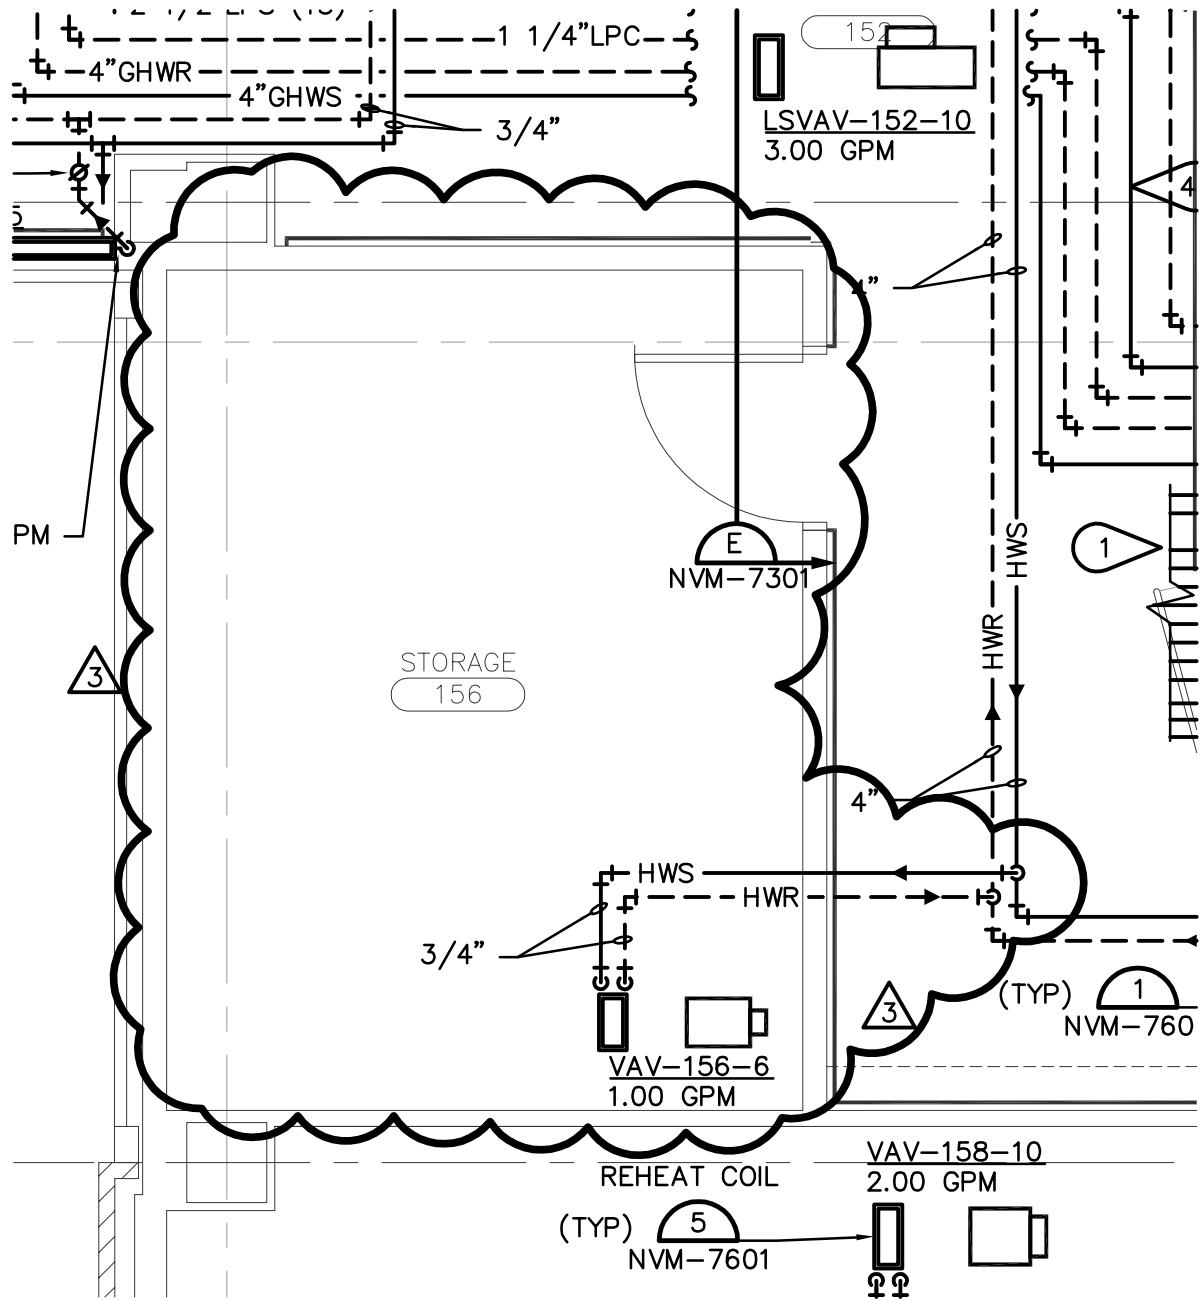 1 1/4"LPC
4"GHWR
4"GHWS
3/4"
152
LSVAV-152-10
3.00 GPM
4
4"
PM
E
NVM-7301
HWS
HWR
1
3
STORAGE
156
4"
HWS
HWR
3/4"
3
(TYP)
1
NVM-760
VAV-156-6
1.00 GPM
VAV-158-10
2.00 GPM
REHEAT COIL
(TYP)
5
NVM-7601